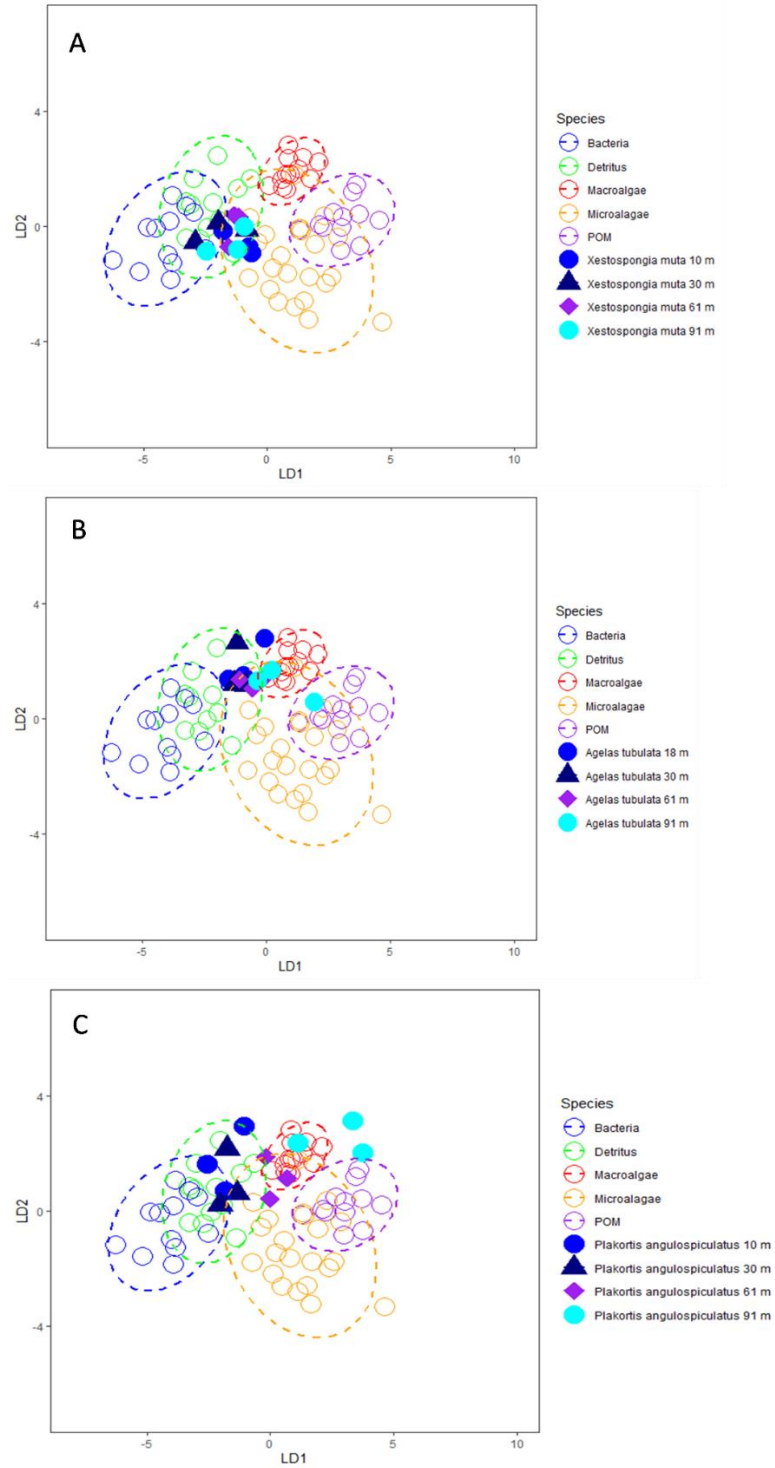 A
Species
Bacteria
Detritus
Macroalgae
Microalagae
POM
Xestospongia muta 10 m
Xestospongia muta 30 m
Xestospongia muta 61 m
Xestospongia muta 91 m
4
0
-4
LD2
-5 0 5 10
LD1
B
Species
Bacteria
Detritus
Macroalgae
Microalagae
POM
Agelas tubulata 18 m
Agelas tubulata 30 m
Agelas tubulata 61 m
Agelas tubulata 91 m
4
0
-4
LD2
-5 0 5 10
LD1
C
Species
Bacteria
Detritus
Macroalgae
Microalagae
POM
Plakortis angulospiculatus 10 m
Plakortis angulospiculatus 30 m
Plakortis angulospiculatus 61 m
Plakortis angulospiculatus 91 m
4
0
-4
LD2
-5 0 5 10
LD1